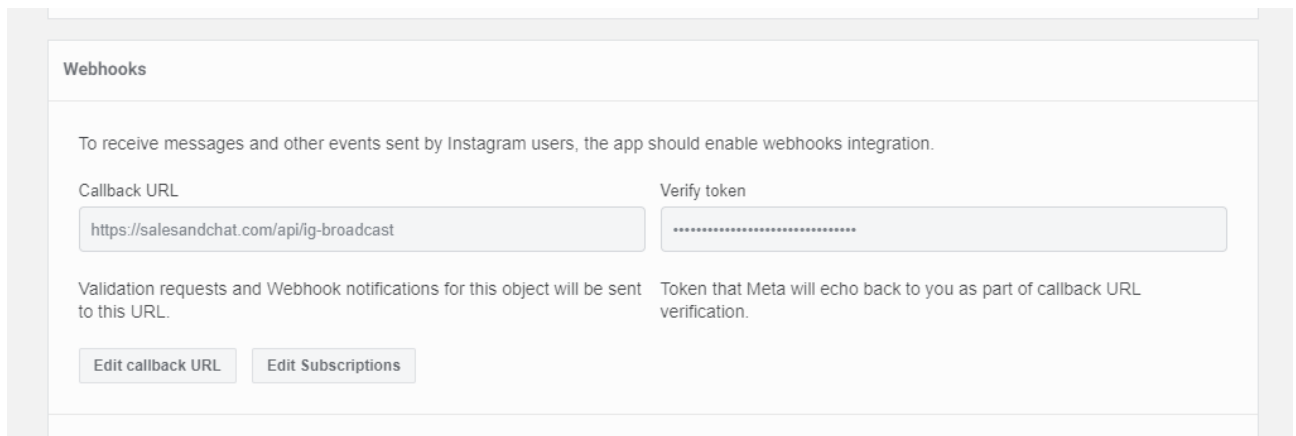 Webhooks
To receive messages and other events sent by Instagram users, the app should enable webhooks integration.
Callback URL
Verify token
https://salesandchat.com/api/ig-broadcast
••••••••••••••••••••••••••••••••
Validation requests and Webhook notifications for this object will be sent
to this URL.
Token that Meta will echo back to you as part of callback URL
verification.
Edit callback URL
Edit Subscriptions